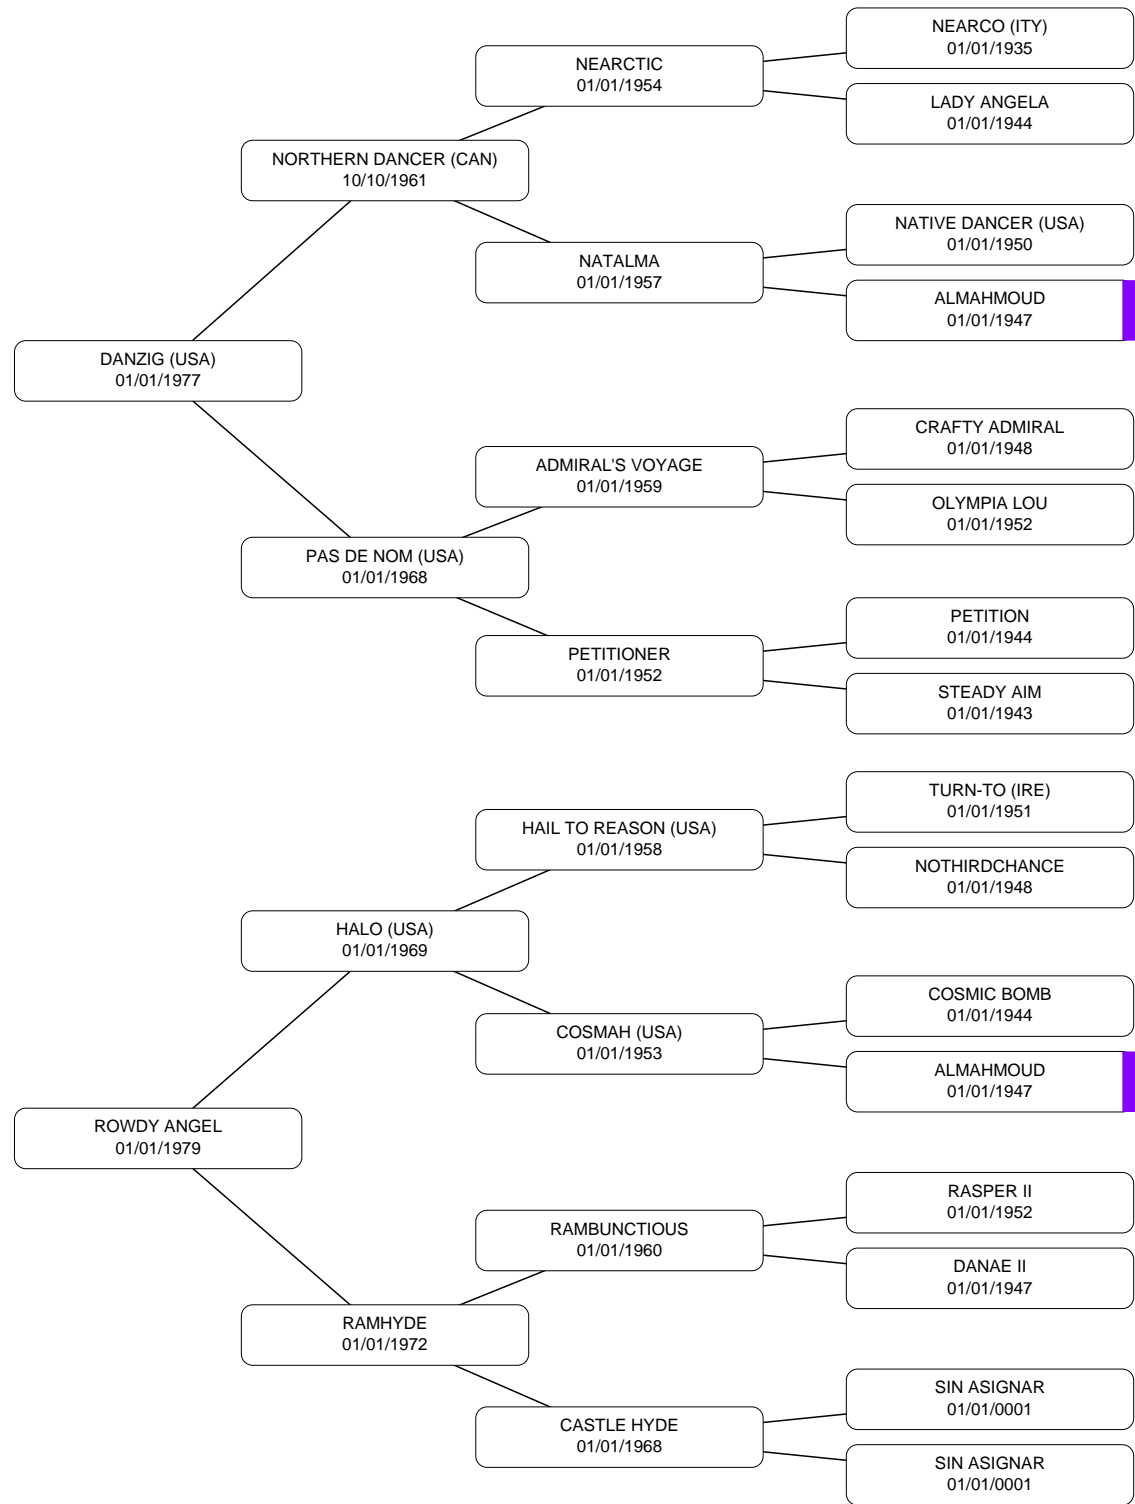 NEARCO (ITY)
01/01/1935
NEARCTIC
01/01/1954
LADY ANGELA
01/01/1944
NORTHERN DANCER (CAN)
10/10/1961
NATIVE DANCER (USA)
01/01/1950
NATALMA
01/01/1957
ALMAHMOUD
01/01/1947
DANZIG (USA)
01/01/1977
CRAFTY ADMIRAL
01/01/1948
ADMIRAL'S VOYAGE
01/01/1959
OLYMPIA LOU
01/01/1952
PAS DE NOM (USA)
01/01/1968
PETITION
01/01/1944
PETITIONER
01/01/1952
STEADY AIM
01/01/1943
TURN-TO (IRE)
01/01/1951
HAIL TO REASON (USA)
01/01/1958
NOTHIRDCHANCE
01/01/1948
HALO (USA)
01/01/1969
COSMIC BOMB
01/01/1944
COSMAH (USA)
01/01/1953
ALMAHMOUD
01/01/1947
ROWDY ANGEL
01/01/1979
RASPER II
01/01/1952
RAMBUNCTIOUS
01/01/1960
DANAE II
01/01/1947
RAMHYDE
01/01/1972
SIN ASIGNAR
01/01/0001
CASTLE HYDE
01/01/1968
SIN ASIGNAR
01/01/0001